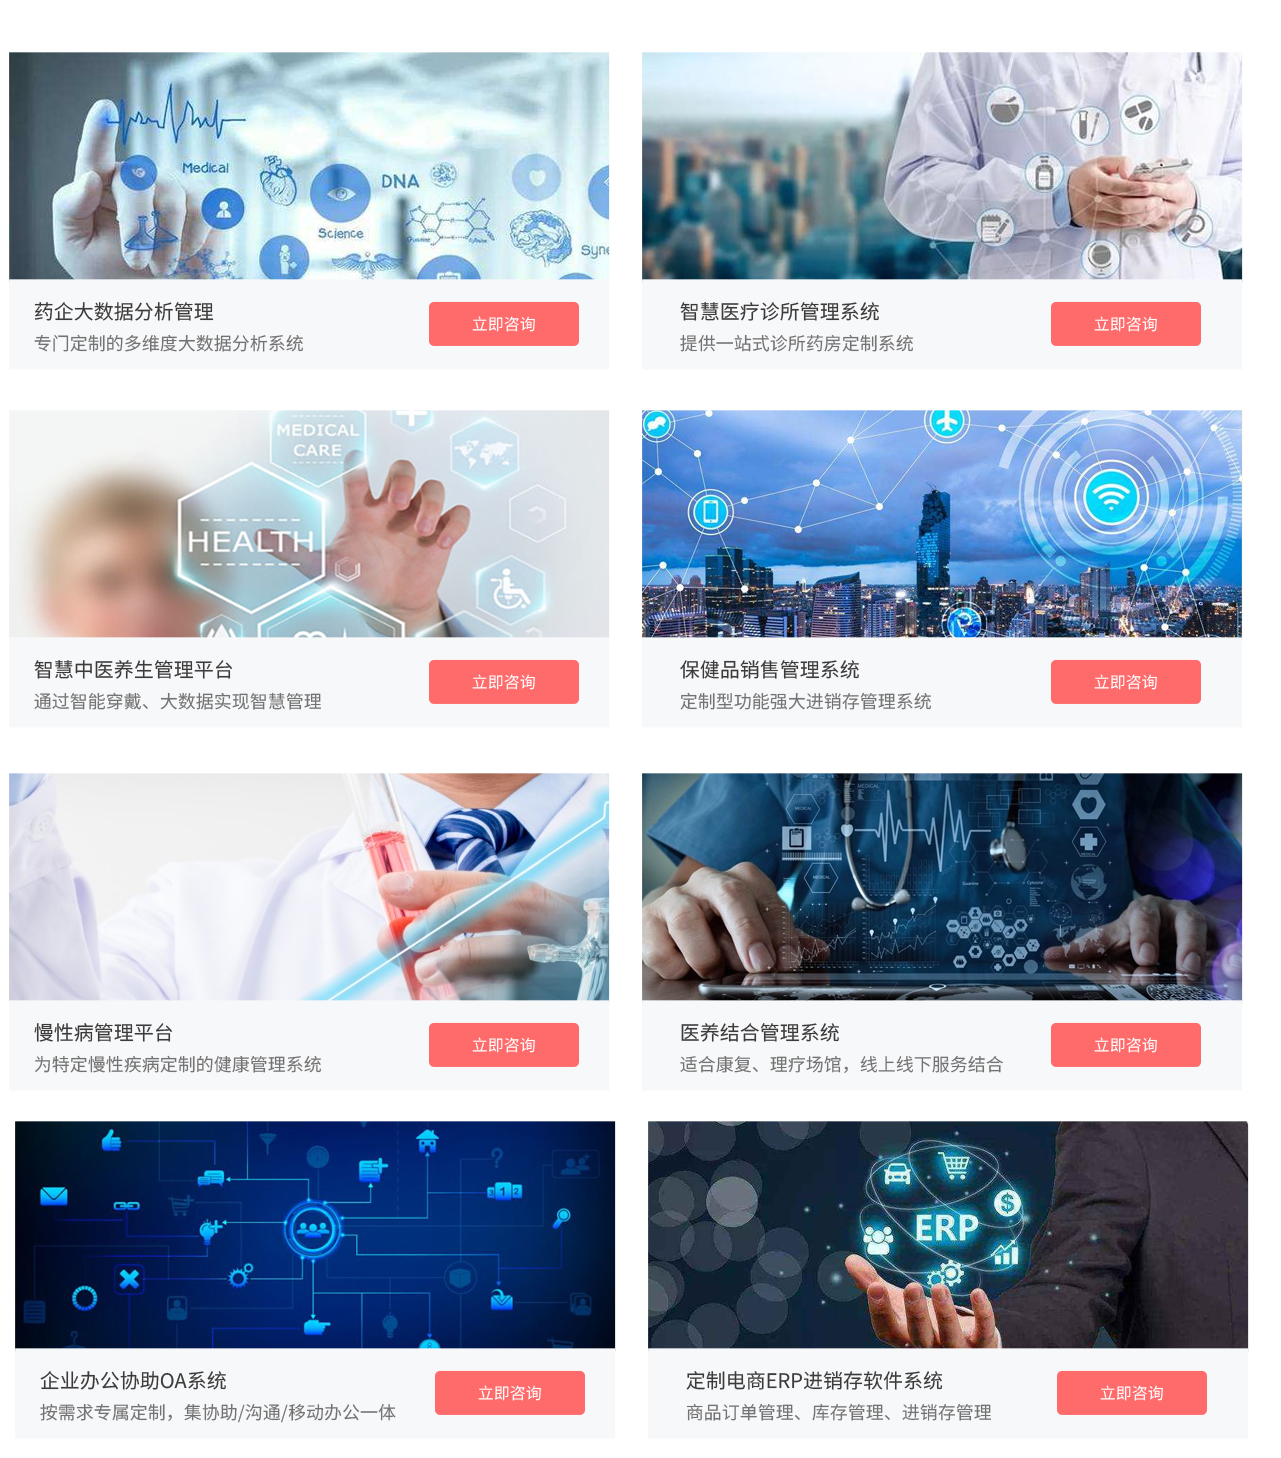 Medical
DNA
Science
Syne
药企大数据分析管理
专门定制的多维度大数据分析系统
立即咨询
智慧医疗诊所管理系统
提供一站式诊所药房定制系统
立即咨询
MEDICAL
CARE
HEALTH
智慧中医养生管理平台
通过智能穿戴、大数据实现智慧管理
立即咨询
保健品销售管理系统
定制型功能强大进销存管理系统
立即咨询
慢性病管理平台
为特定慢性疾病定制的健康管理系统
立即咨询
MEDICAL
MEDICAL
MEDICAL
医养结合管理系统
适合康复、理疗场馆，线上线下服务结合
立即咨询
1 2
企业办公协助OA系统
按需求专属定制，集协助/沟通/移动办公一体
立即咨询
ERP
定制电商ERP进销存软件系统
商品订单管理、库存管理、进销存管理
立即咨询